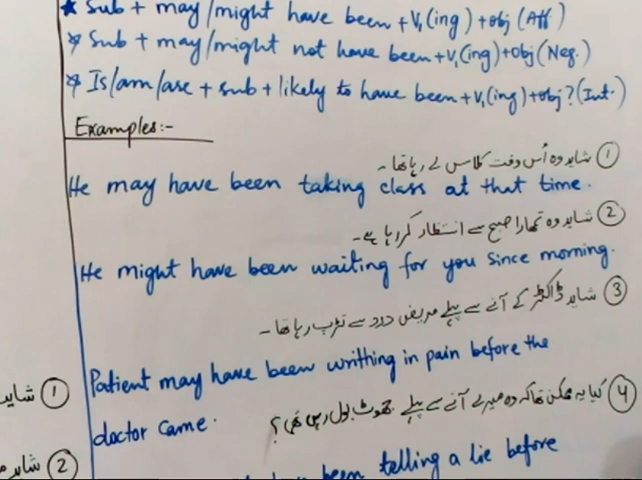 ★ Sub + may/might have been + V₁(ing) + obj (Aff)
☆ Sub + may/might not have been + V₁(ing) + obj (Neg.)
☆ Is/am/are + sub + likely to have been + V₁(ing) + obj? (Int.)
Examples:-
① شاید وہ اُس وقت کلاس لے رہا تھا۔
He may have been taking class at that time.
② شاید وہ تمھارا صبح سے انتظار کر رہا ہے۔
He might have been waiting for you since morning.
③ شاید ڈاکٹر کے آنے سے پہلے مریض درد سے تڑپ رہا تھا۔
Patient may have been writhing in pain before the
① شاید
doctor came.
④ کیا یہ ممکن تھا کہ وہ میرے آنے سے پہلے جھوٹ بول رہی تھی؟
② شاید
been telling a lie before